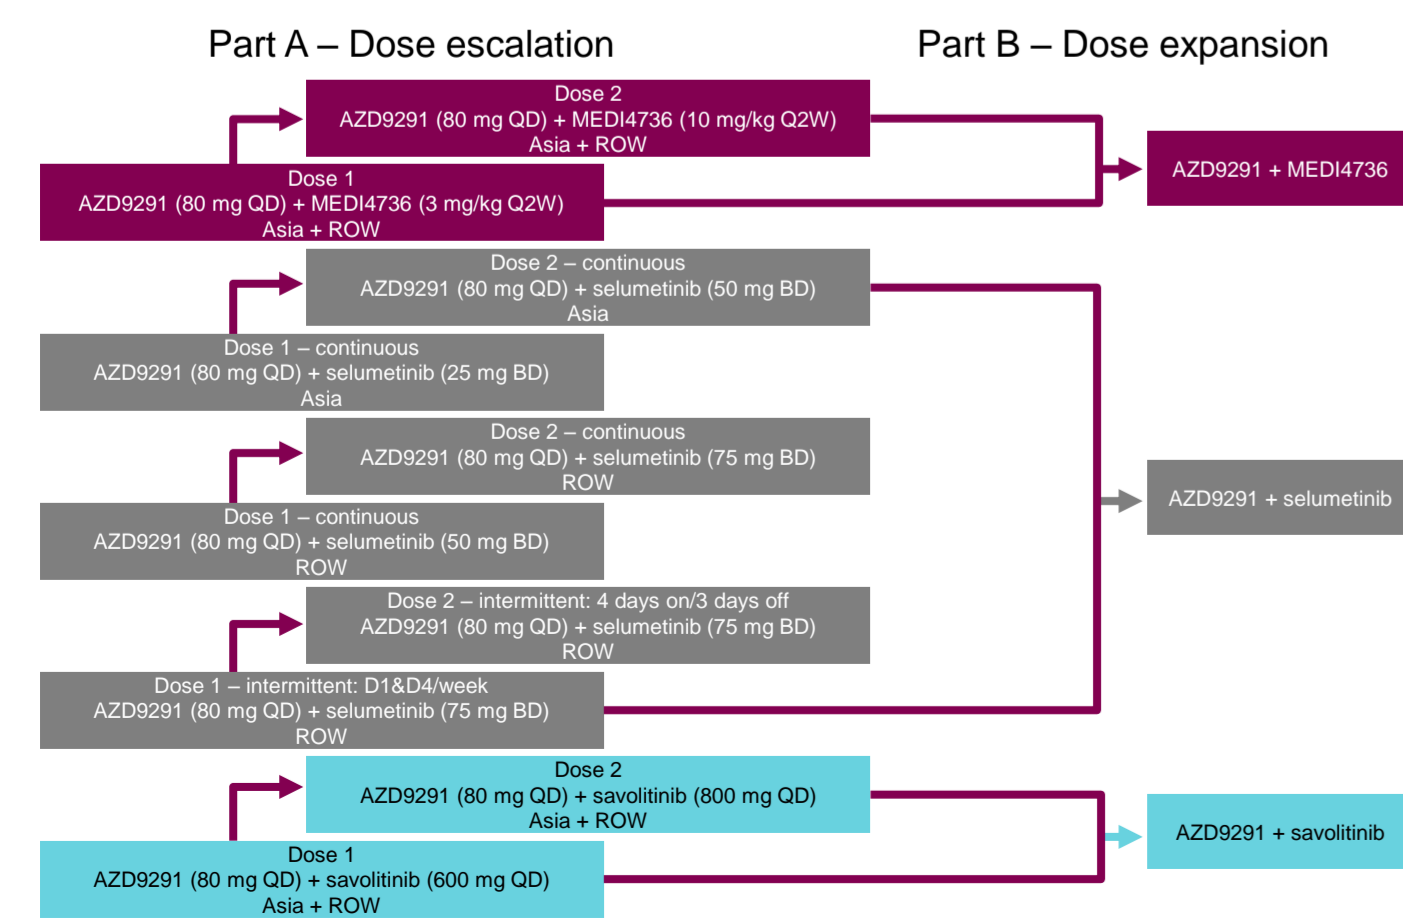 Part A – Dose escalation
Part B – Dose expansion
Dose 2
AZD9291 (80 mg QD) + MEDI4736 (10 mg/kg Q2W)
Asia + ROW
Dose 1
AZD9291 (80 mg QD) + MEDI4736 (3 mg/kg Q2W)
Asia + ROW
AZD9291 + MEDI4736
Dose 2 – continuous
AZD9291 (80 mg QD) + selumetinib (50 mg BD)
Asia
Dose 1 – continuous
AZD9291 (80 mg QD) + selumetinib (25 mg BD)
Asia
Dose 2 – continuous
AZD9291 (80 mg QD) + selumetinib (75 mg BD)
ROW
Dose 1 – continuous
AZD9291 (80 mg QD) + selumetinib (50 mg BD)
ROW
AZD9291 + selumetinib
Dose 2 – intermittent: 4 days on/3 days off
AZD9291 (80 mg QD) + selumetinib (75 mg BD)
ROW
Dose 1 – intermittent: D1&D4/week
AZD9291 (80 mg QD) + selumetinib (75 mg BD)
ROW
Dose 2
AZD9291 (80 mg QD) + savolitinib (800 mg QD)
Asia + ROW
Dose 1
AZD9291 (80 mg QD) + savolitinib (600 mg QD)
Asia + ROW
AZD9291 + savolitinib